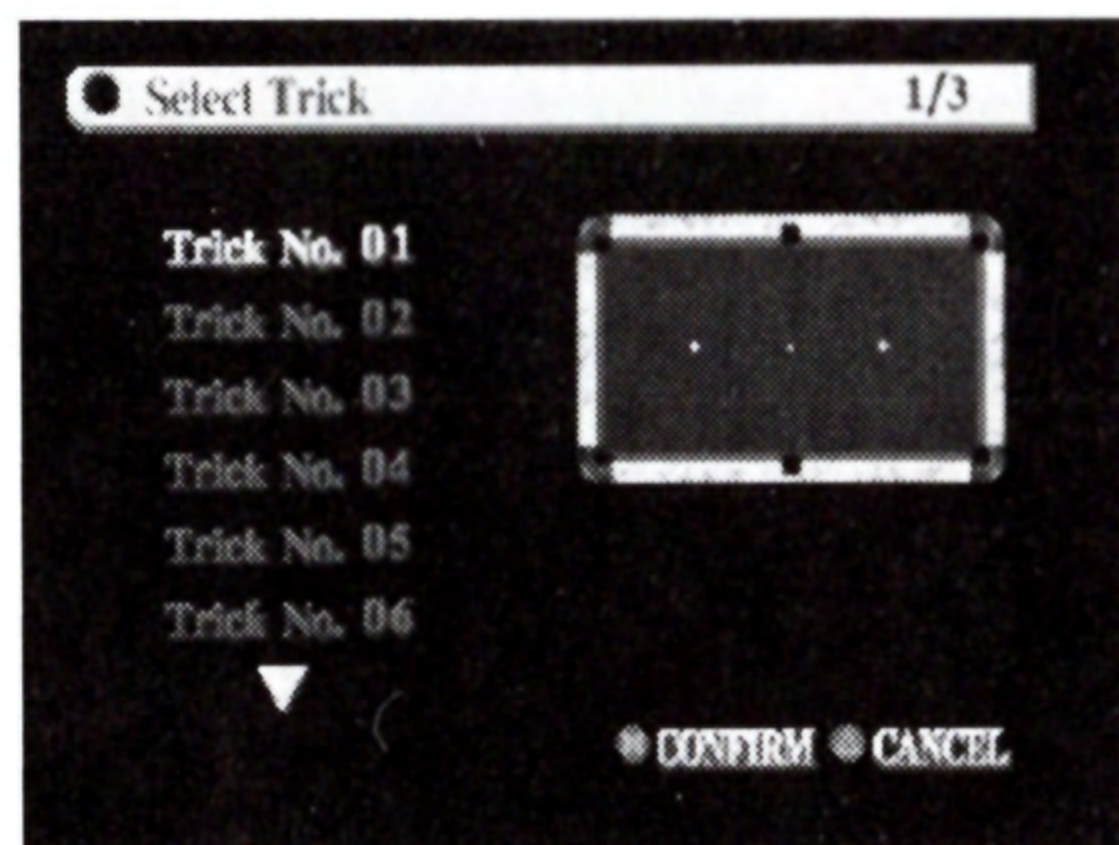 Select Trick 1/3
Trick No. 01
Trick No. 02
Trick No. 03
Trick No. 04
Trick No. 05
Trick No. 06
CONFIRM CANCEL